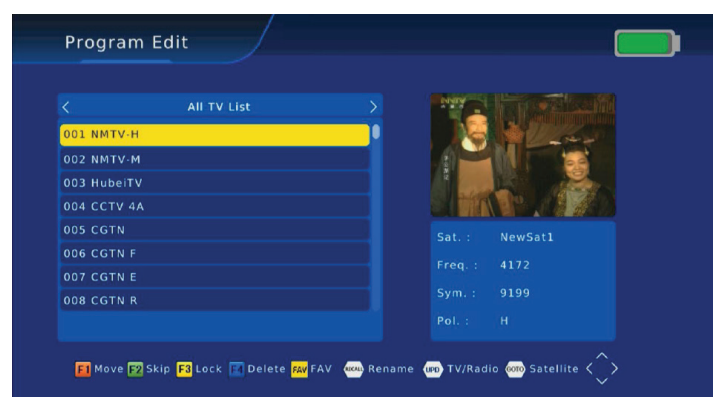 Program Edit
All TV List
001 NMTV-H
002 NMTV-M
003 HubeiTV
004 CCTV 4A
005 CGTN
006 CGTN F
007 CGTN E
008 CGTN R
NMTV
Sat. : NewSat1
Freq. : 4172
Sym. : 9199
Pol. : H
F1 Move F2 Skip F3 Lock F4 Delete FAV FAV RECALL Rename UPD TV/Radio GOTO Satellite